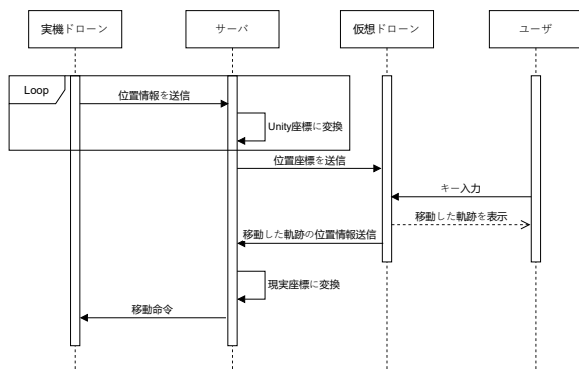 実機ドローン
サーバ
仮想ドローン
ユーザ
Loop
位置情報を送信
Unity座標に変換
位置座標を送信
キー入力
移動した軌跡を表示
移動した軌跡の位置情報送信
現実座標に変換
移動命令